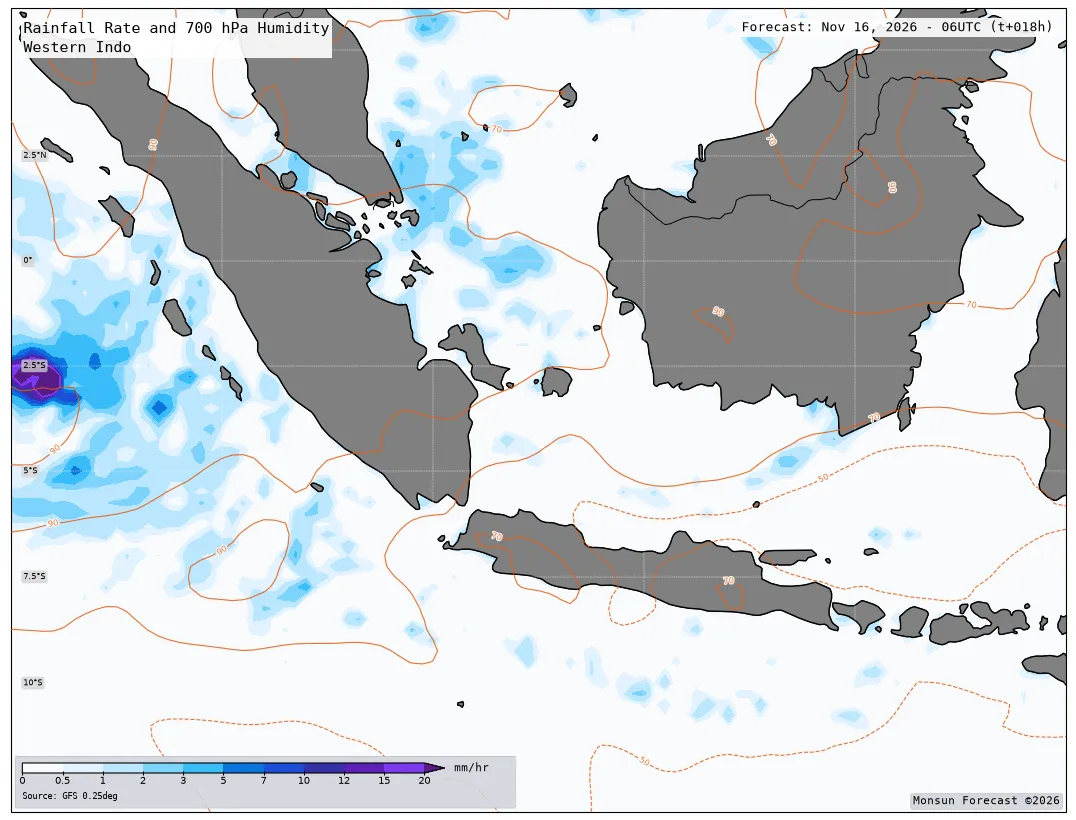 Rainfall Rate and 700 hPa Humidity
Western Indo
Forecast: Nov 16, 2026 - 06UTC (t+018h)
90
70
70
2.5°N
90
0°
70
90
2.5°S
70
90
5°S
50
90
70
90
7.5°S
70
10°S
50
mm/hr
0 0.5 1 2 3 5 7 10 12 15 20
Source: GFS 0.25deg
Monsun Forecast ©2026